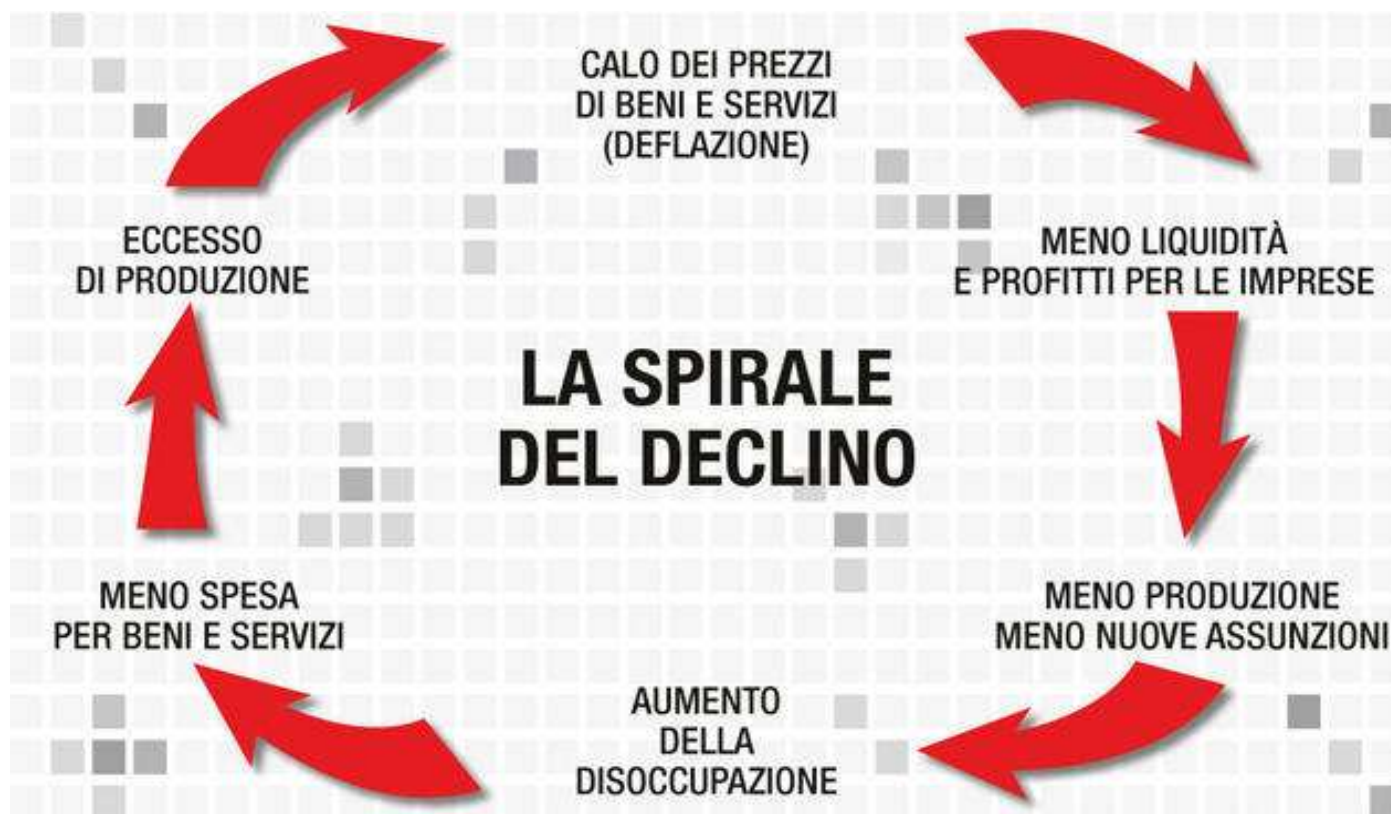 CALO DEI PREZZI
DI BENI E SERVIZI
(DEFLAZIONE)
MENO LIQUIDITÀ
E PROFITTI PER LE IMPRESE
MENO PRODUZIONE
MENO NUOVE ASSUNZIONI
AUMENTO
DELLA
DISOCCUPAZIONE
MENO SPESA
PER BENI E SERVIZI
ECCESSO
DI PRODUZIONE
LA SPIRALE
DEL DECLINO